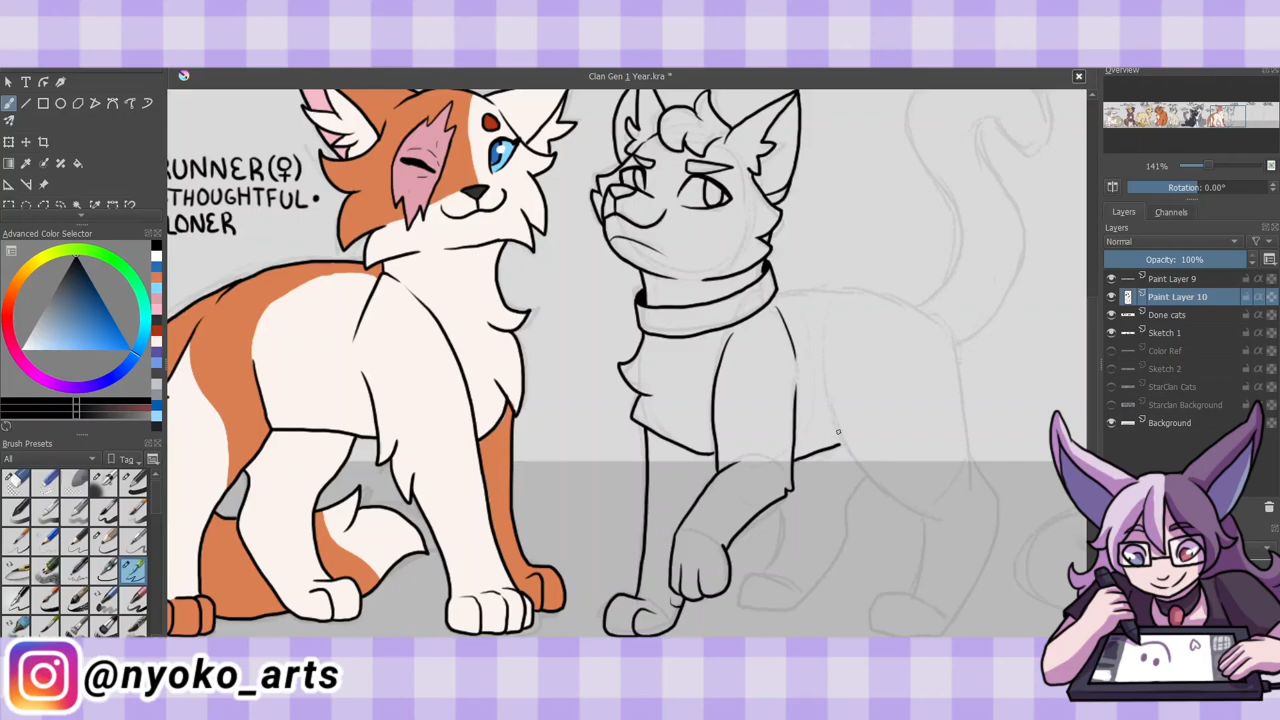 Overview
Clan Gen 1 Year.kra *
141%
Rotation: 0.00°
Layers
Channels
Layers
Normal
Opacity: 100%
Paint Layer 9
Paint Layer 10
Done cats
Sketch 1
Color Ref
Sketch 2
StarClan Cats
Starclan Background
Background
Advanced Color Selector
Brush Presets
All
Tag
RUNNER(♀)
THOUGHTFUL•
LONER
@nyoko_arts